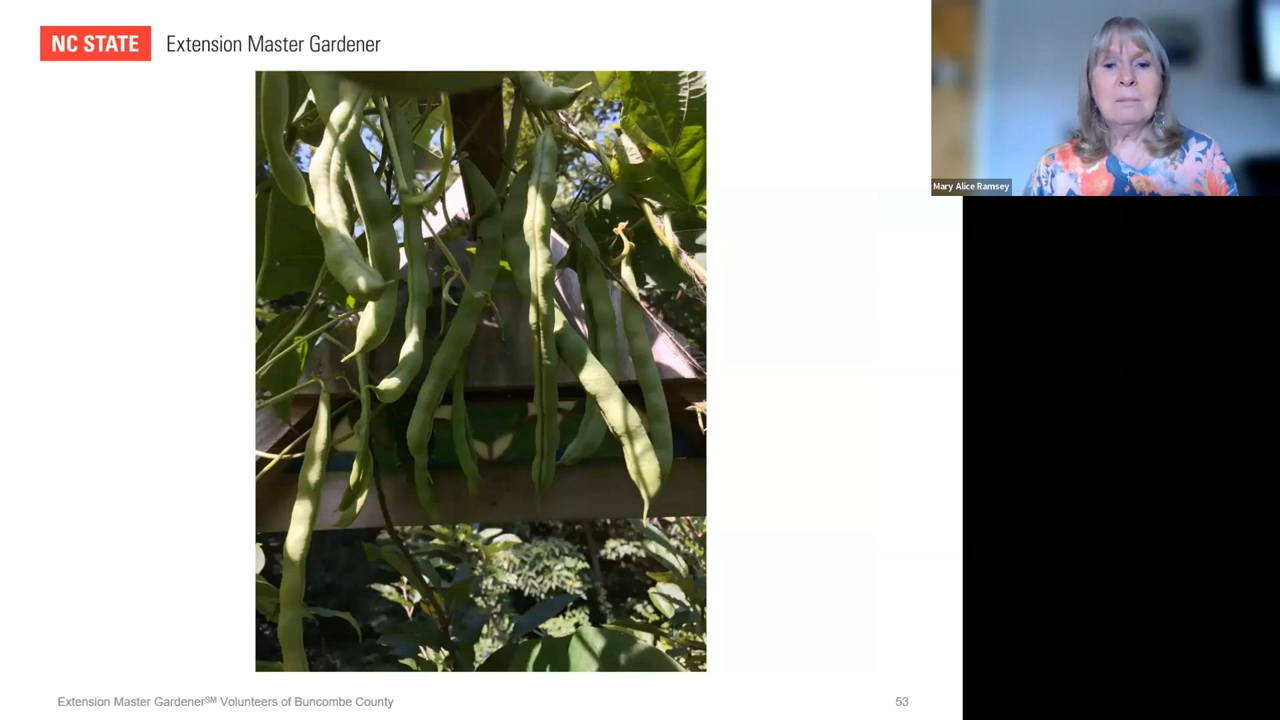 NC STATE Extension Master Gardener
Mary Alice Ramsey
Extension Master Gardener℠ Volunteers of Buncombe County 53